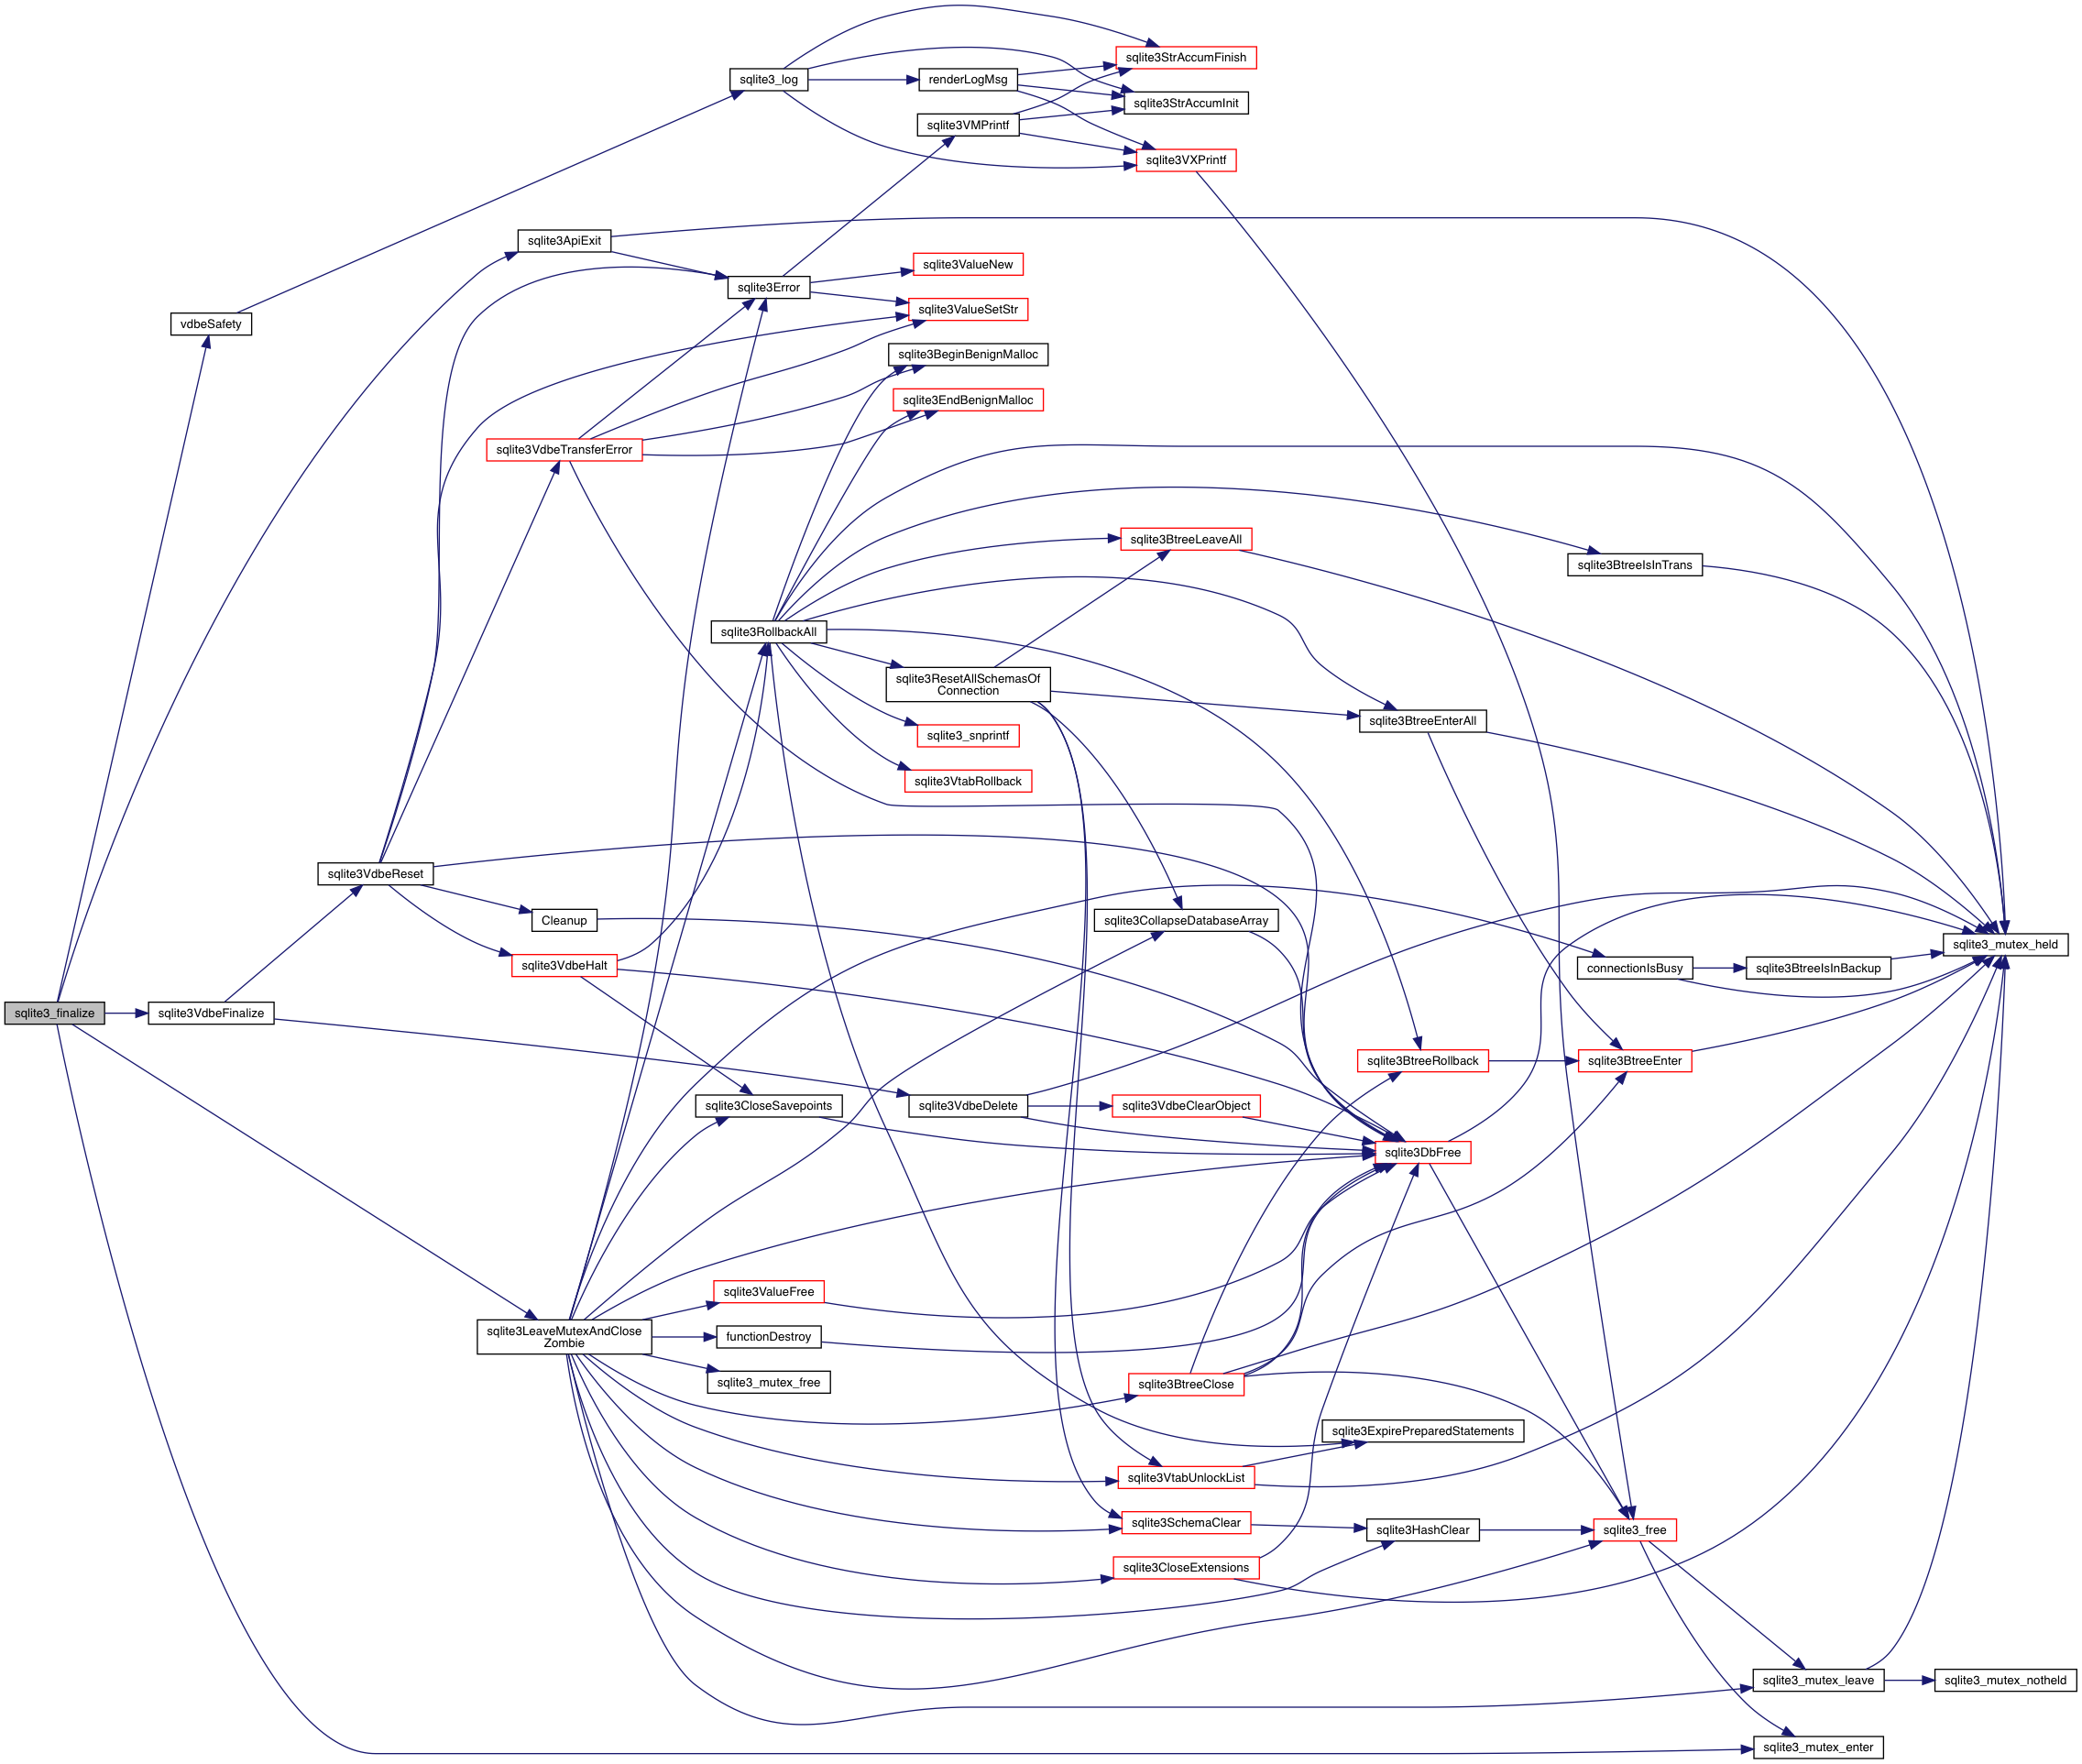 sqlite3StrAccumFinish
sqlite3_log
renderLogMsg
sqlite3StrAccumInit
sqlite3VMPrintf
sqlite3VXPrintf
sqlite3ApiExit
sqlite3ValueNew
sqlite3Error
sqlite3ValueSetStr
vdbeSafety
sqlite3BeginBenignMalloc
sqlite3EndBenignMalloc
sqlite3VdbeTransferError
sqlite3BtreeLeaveAll
sqlite3BtreeIsInTrans
sqlite3RollbackAll
sqlite3ResetAllSchemasOf
Connection
sqlite3BtreeEnterAll
sqlite3_snprintf
sqlite3VtabRollback
sqlite3VdbeReset
Cleanup
sqlite3CollapseDatabaseArray
sqlite3_mutex_held
sqlite3VdbeHalt
connectionIsBusy
sqlite3BtreeIsInBackup
sqlite3_finalize
sqlite3VdbeFinalize
sqlite3BtreeRollback
sqlite3BtreeEnter
sqlite3CloseSavepoints
sqlite3VdbeDelete
sqlite3VdbeClearObject
sqlite3DbFree
sqlite3ValueFree
sqlite3LeaveMutexAndClose
Zombie
functionDestroy
sqlite3_mutex_free
sqlite3BtreeClose
sqlite3ExpirePreparedStatements
sqlite3VtabUnlockList
sqlite3SchemaClear
sqlite3HashClear
sqlite3_free
sqlite3CloseExtensions
sqlite3_mutex_leave
sqlite3_mutex_notheld
sqlite3_mutex_enter